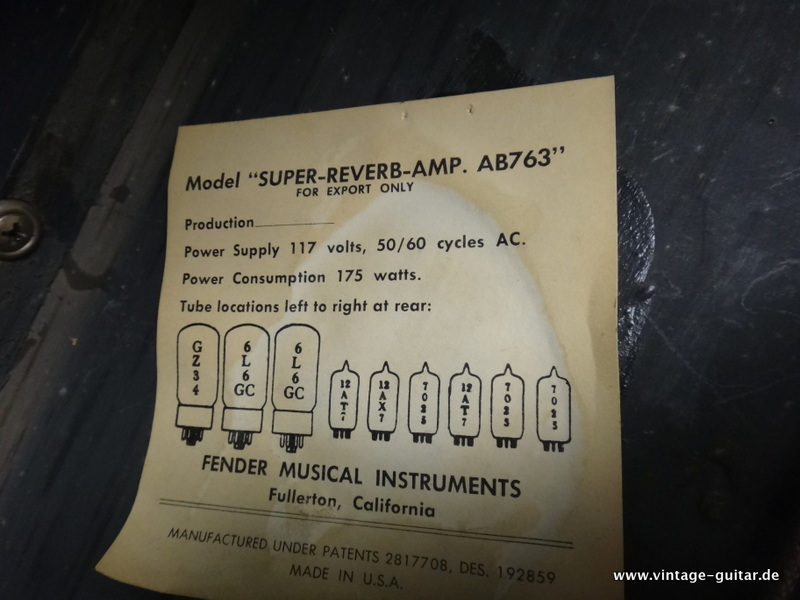 Model "SUPER-REVERB-AMP. AB763"
FOR EXPORT ONLY
Production
Power Supply 117 volts, 50/60 cycles AC.
Power Consumption 175 watts.
Tube locations left to right at rear:
GZ34 6L6GC 6L6GC 12AT7 12AX7 7025 12AT7 7025 7025
FENDER MUSICAL INSTRUMENTS
Fullerton, California
MANUFACTURED UNDER PATENTS 2817708, DES. 192859
MADE IN U.S.A.
www.vintage-guitar.de